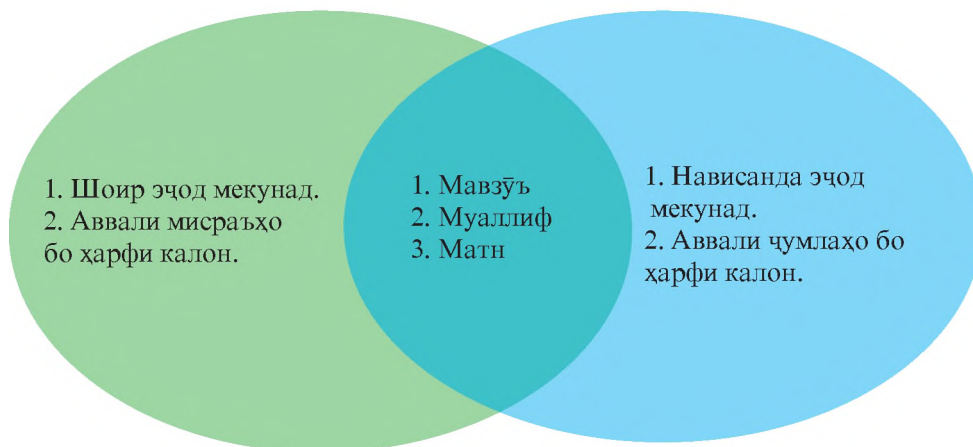 1. Шоир эҷод мекунад.
2. Аввали мисраъҳо
бо ҳарфи калон.
1. Мавзӯъ
2. Муаллиф
3. Матн
1. Нависанда эҷод
мекунад.
2. Аввали ҷумлаҳо бо
ҳарфи калон.